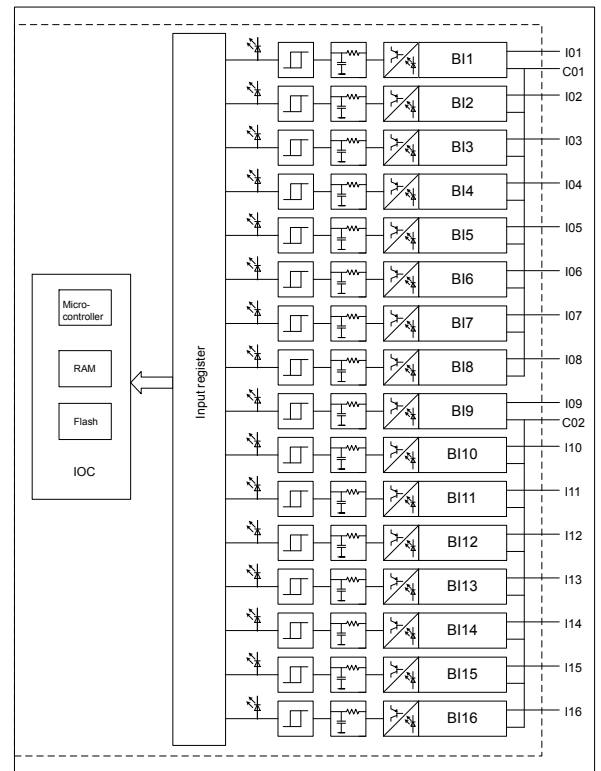 BI1
I01
C01
BI2
I02
BI3
I03
BI4
I04
BI5
I05
BI6
I06
BI7
I07
BI8
I08
BI9
I09
C02
BI10
I10
BI11
I11
BI12
I12
BI13
I13
BI14
I14
BI15
I15
BI16
I16
Input register
Micro-
controller
RAM
Flash
IOC